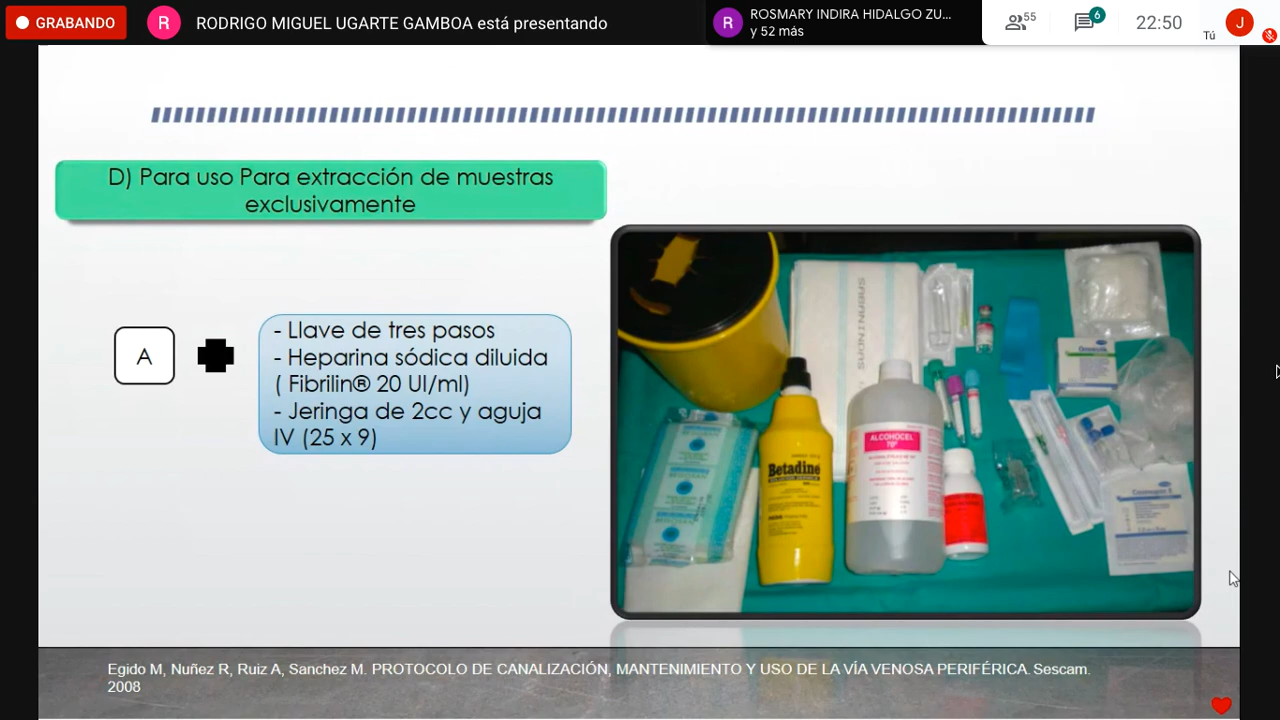 GRABANDO
R
RODRIGO MIGUEL UGARTE GAMBOA está presentando
R
ROSMARY INDIRA HIDALGO ZU...
y 52 más
55
6
22:50
Tú
J
D) Para uso Para extracción de muestras
exclusivamente
A
- Llave de tres pasos
- Heparina sódica diluida
( Fibrilin® 20 UI/ml)
- Jeringa de 2cc y aguja
IV (25 x 9)
SABANINDAS
Betadine
ALCOHOCEL
70º
Egido M, Nuñez R, Ruiz A, Sanchez M. PROTOCOLO DE CANALIZACIÓN, MANTENIMIENTO Y USO DE LA VÍA VENOSA PERIFÉRICA. Sescam.
2008